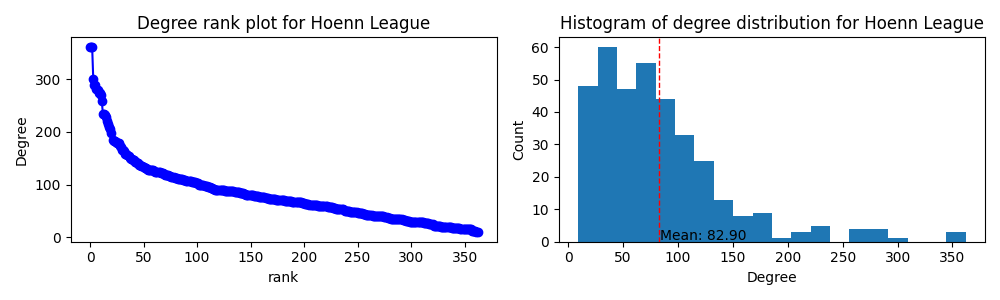 Degree rank plot for Hoenn League
Degree
300
200
100
0
0 50 100 150 200 250 300 350
rank
Histogram of degree distribution for Hoenn League
Count
60
50
40
30
20
10
0
Mean: 82.90
0 50 100 150 200 250 300 350
Degree